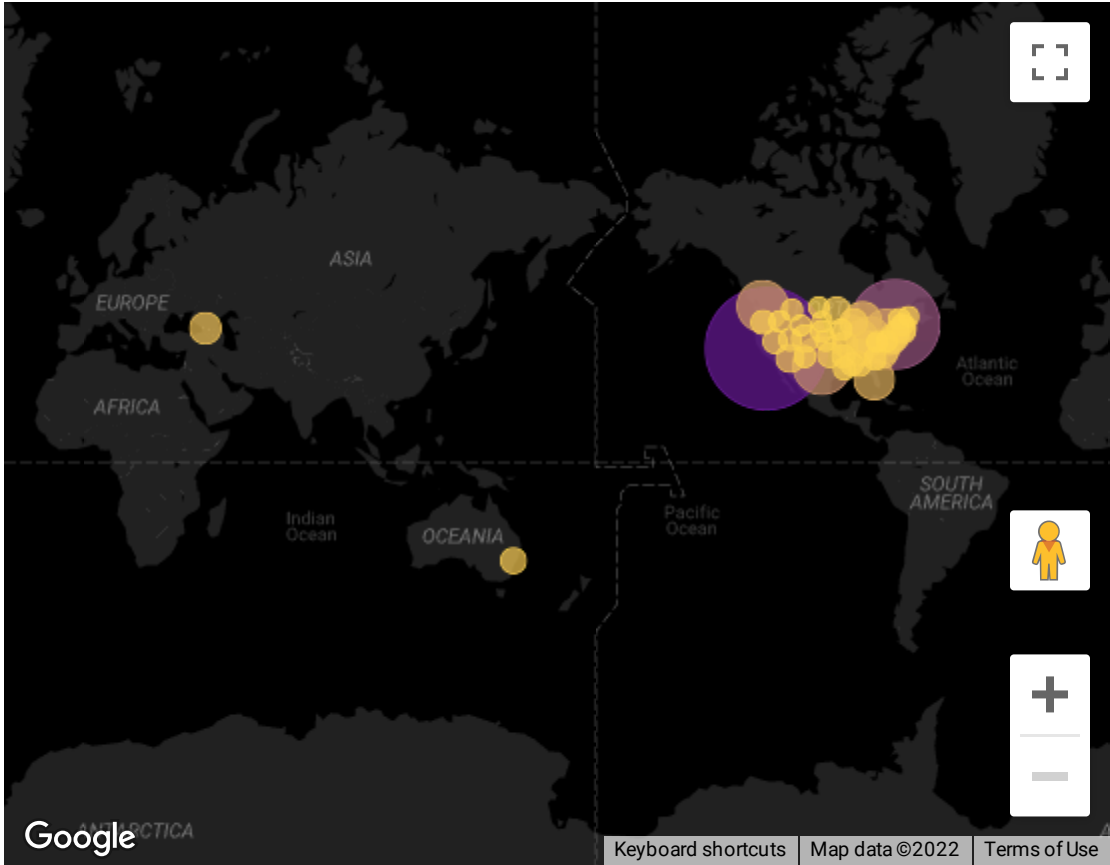 ASIA
EUROPE
Atlantic
Ocean
AFRICA
SOUTH
AMERICA
Indian
Ocean
OCEANIA
Pacific
Ocean
ANTARCTICA
Google
Keyboard shortcuts
Map data ©2022
Terms of Use